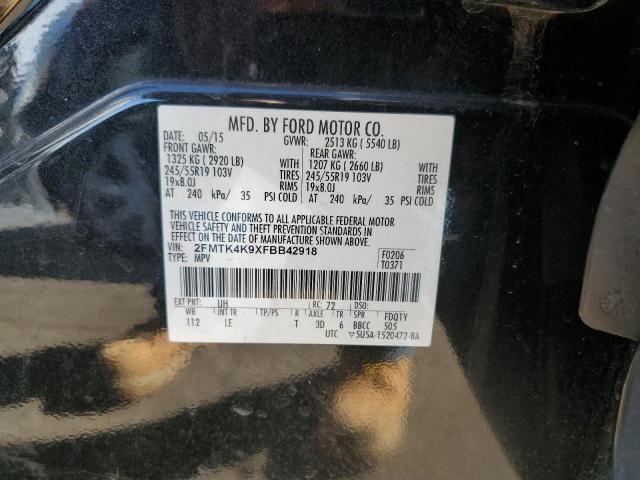 MFD. BY FORD MOTOR CO.
DATE: 05/15 GVWR: 2513 KG ( 5540 LB)
FRONT GAWR: REAR GAWR:
1325 KG ( 2920 LB) WITH 1207 KG ( 2660 LB) WITH
245/55R19 103V TIRES 245/55R19 103V TIRES
19x8.0J RIMS 19x8.0J RIMS
AT 240 kPa/ 35 PSI COLD AT 240 kPa/ 35 PSI COLD
THIS VEHICLE CONFORMS TO ALL APPLICABLE FEDERAL MOTOR
VEHICLE SAFETY AND THEFT PREVENTION STANDARDS IN
EFFECT ON THE DATE OF MANUFACTURE SHOWN ABOVE.
VIN: 2FMTK4K9XFBB42918 F0206
TYPE: MPV T0371
EXT PNT: UH RC: 72 DSO:
WB INT TR TP/PS R AXLE TR SPR FDQ1Y
112 LE T 3D 6 BBCC 505
UTC ▽5U5A-1520472-BA